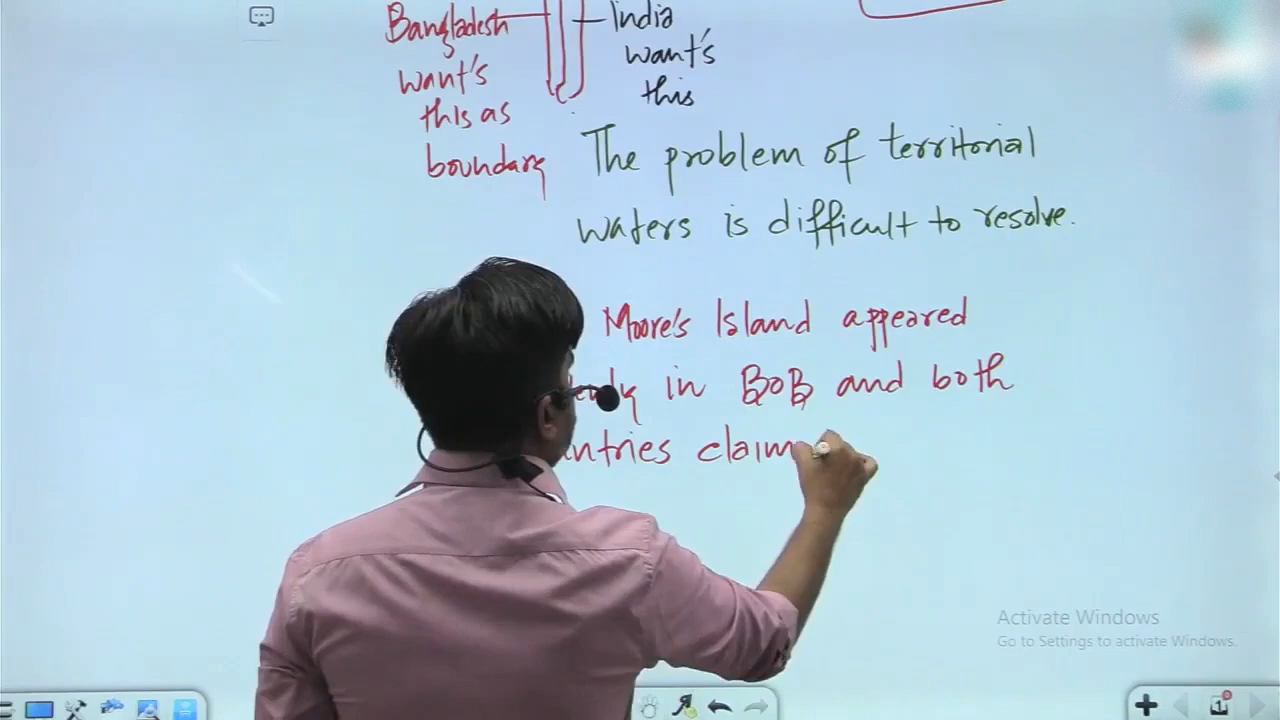 Bangladesh
want's
this as
boundary
India
want's
this
The problem of territorial
waters is difficult to resolve.
Moore's Island appeared
in BOB and both
claim
Activate Windows
Go to Settings to activate Windows.
1